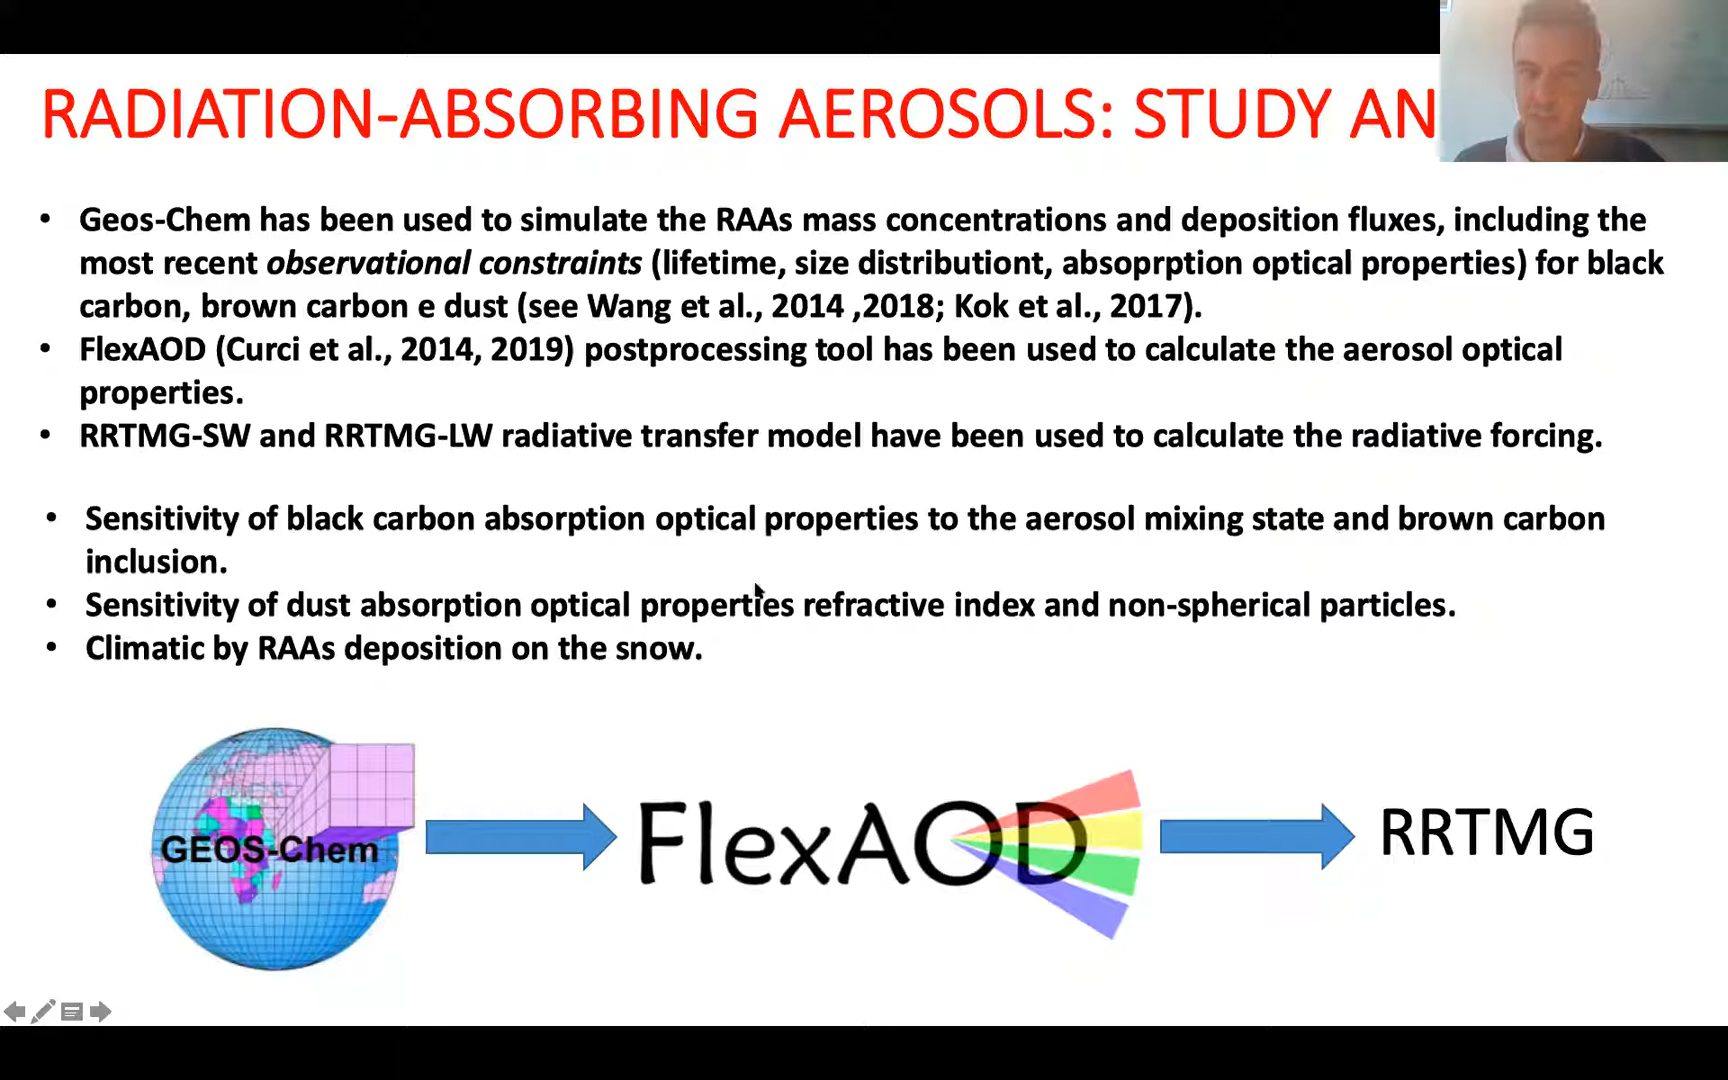 RADIATION-ABSORBING AEROSOLS: STUDY AN
• Geos-Chem has been used to simulate the RAAs mass concentrations and deposition fluxes, including the
most recent observational constraints (lifetime, size distributiont, absoprption optical properties) for black
carbon, brown carbon e dust (see Wang et al., 2014 ,2018; Kok et al., 2017).
• FlexAOD (Curci et al., 2014, 2019) postprocessing tool has been used to calculate the aerosol optical
properties.
• RRTMG-SW and RRTMG-LW radiative transfer model have been used to calculate the radiative forcing.
• Sensitivity of black carbon absorption optical properties to the aerosol mixing state and brown carbon
inclusion.
• Sensitivity of dust absorption optical properties refractive index and non-spherical particles.
• Climatic by RAAs deposition on the snow.
GEOS-Chem
FlexAOD
RRTMG